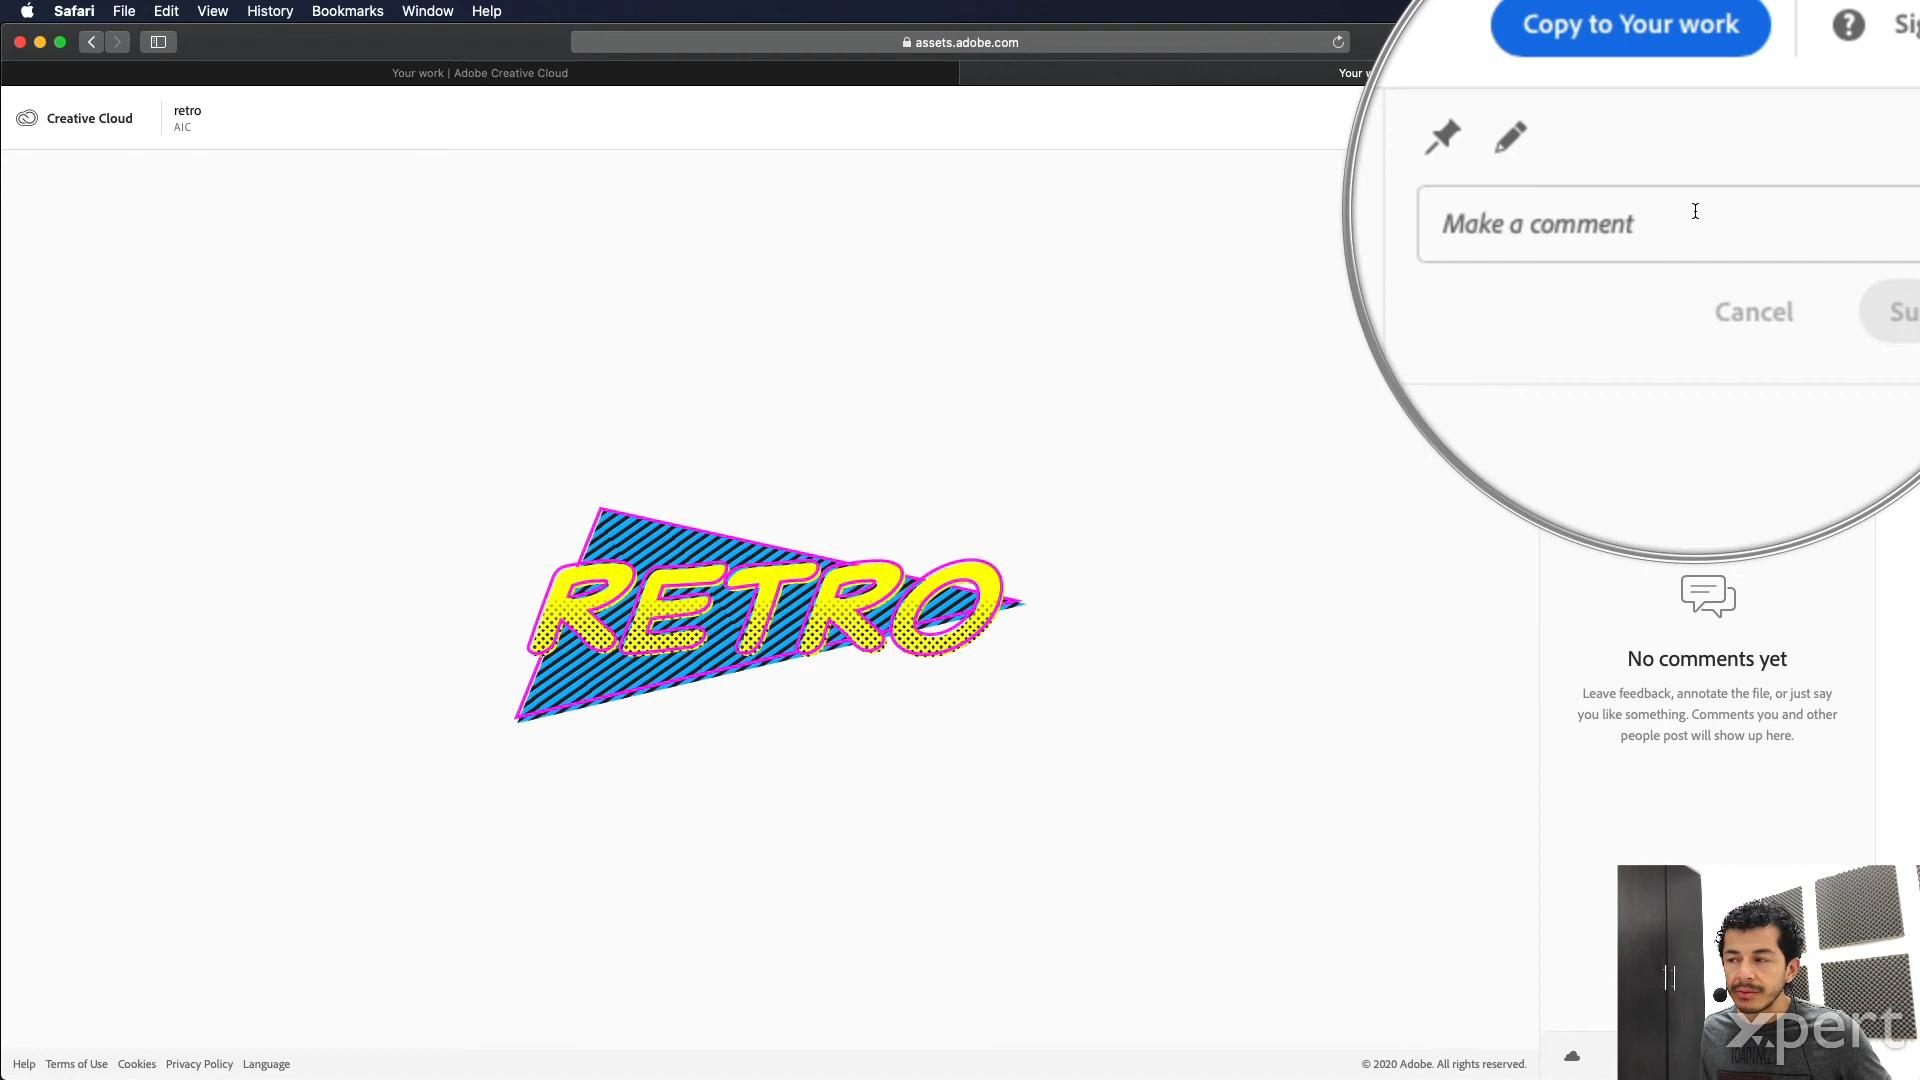 Safari File Edit View History Bookmarks Window Help
assets.adobe.com
Your work | Adobe Creative Cloud
Your w
Creative Cloud
retro
AIC
Copy to Your work
?
Make a comment
Cancel
RETRO
No comments yet
Leave feedback, annotate the file, or just say
you like something. Comments you and other
people post will show up here.
Help Terms of Use Cookies Privacy Policy Language
© 2020 Adobe. All rights reserved.
xpert
LOADING